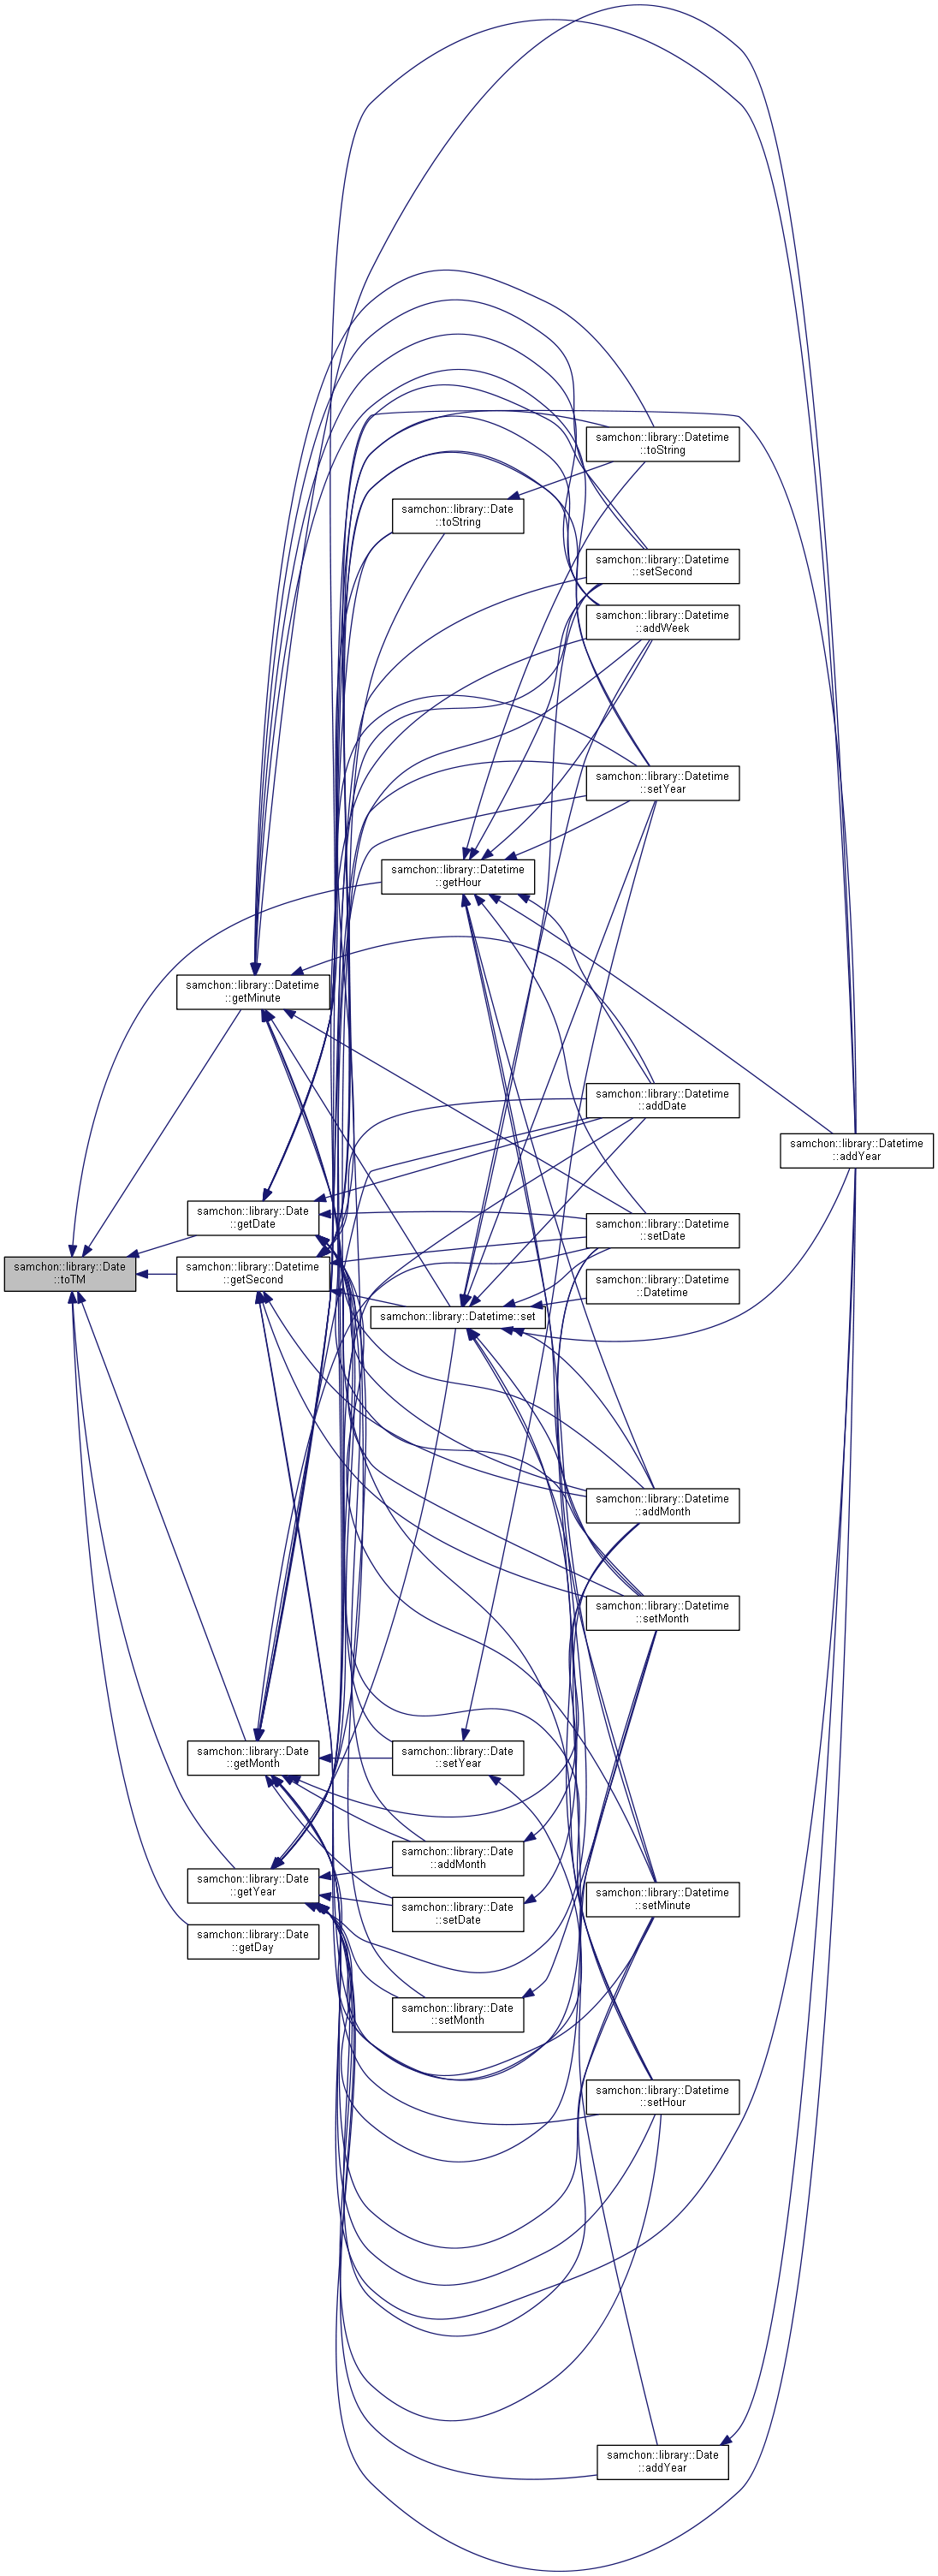 samchon::library::Datetime
::toString
samchon::library::Date
::toString
samchon::library::Datetime
::setSecond
samchon::library::Datetime
::addWeek
samchon::library::Datetime
::setYear
samchon::library::Datetime
::getHour
samchon::library::Datetime
::getMinute
samchon::library::Datetime
::addDate
samchon::library::Datetime
::addYear
samchon::library::Date
::getDate
samchon::library::Datetime
::setDate
samchon::library::Date
::toTM
samchon::library::Datetime
::getSecond
samchon::library::Datetime
::Datetime
samchon::library::Datetime::set
samchon::library::Datetime
::addMonth
samchon::library::Datetime
::setMonth
samchon::library::Date
::getMonth
samchon::library::Date
::setYear
samchon::library::Date
::addMonth
samchon::library::Date
::getYear
samchon::library::Date
::setDate
samchon::library::Datetime
::setMinute
samchon::library::Date
::getDay
samchon::library::Date
::setMonth
samchon::library::Datetime
::setHour
samchon::library::Date
::addYear